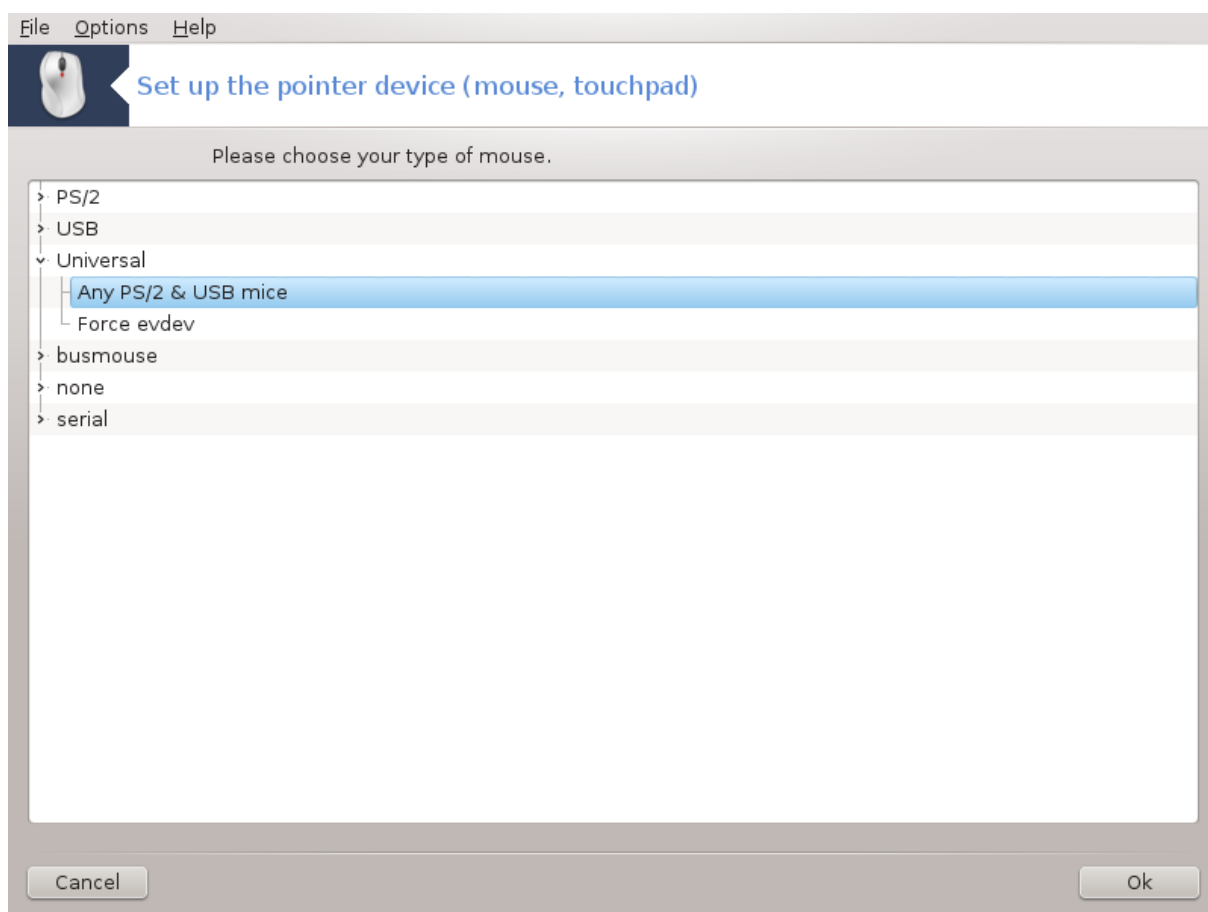 File Options Help
Set up the pointer device (mouse, touchpad)
Please choose your type of mouse.
PS/2
USB
Universal
Any PS/2 & USB mice
Force evdev
busmouse
none
serial
Cancel Ok